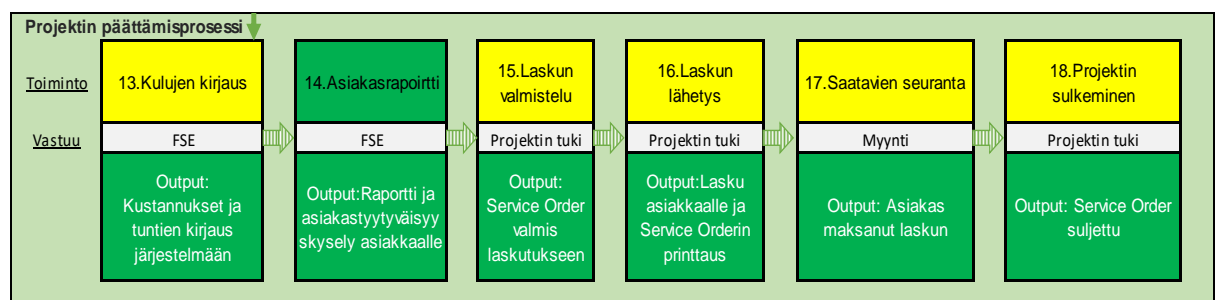 Projektin päättämisprosessi
Toiminto
13.Kulujen kirjaus
14.Asiakasrapoirtti
15.Laskun
valmistelu
16.Laskun
lähetys
17.Saatavien seuranta
18.Projektin
sulkeminen
Vastuu
FSE
FSE
Projektin tuki
Projektin tuki
Myynti
Projektin tuki
Output:
Kustannukset ja
tuntien kirjaus
järjestelmään
Output:Raportti ja
asiakastyytyväisyy
skysely asiakkaalle
Output:
Service Order
valmis
laskutukseen
Output:Lasku
asiakkaalle ja
Service Orderin
printtaus
Output: Asiakas
maksanut laskun
Output: Service Order
suljettu